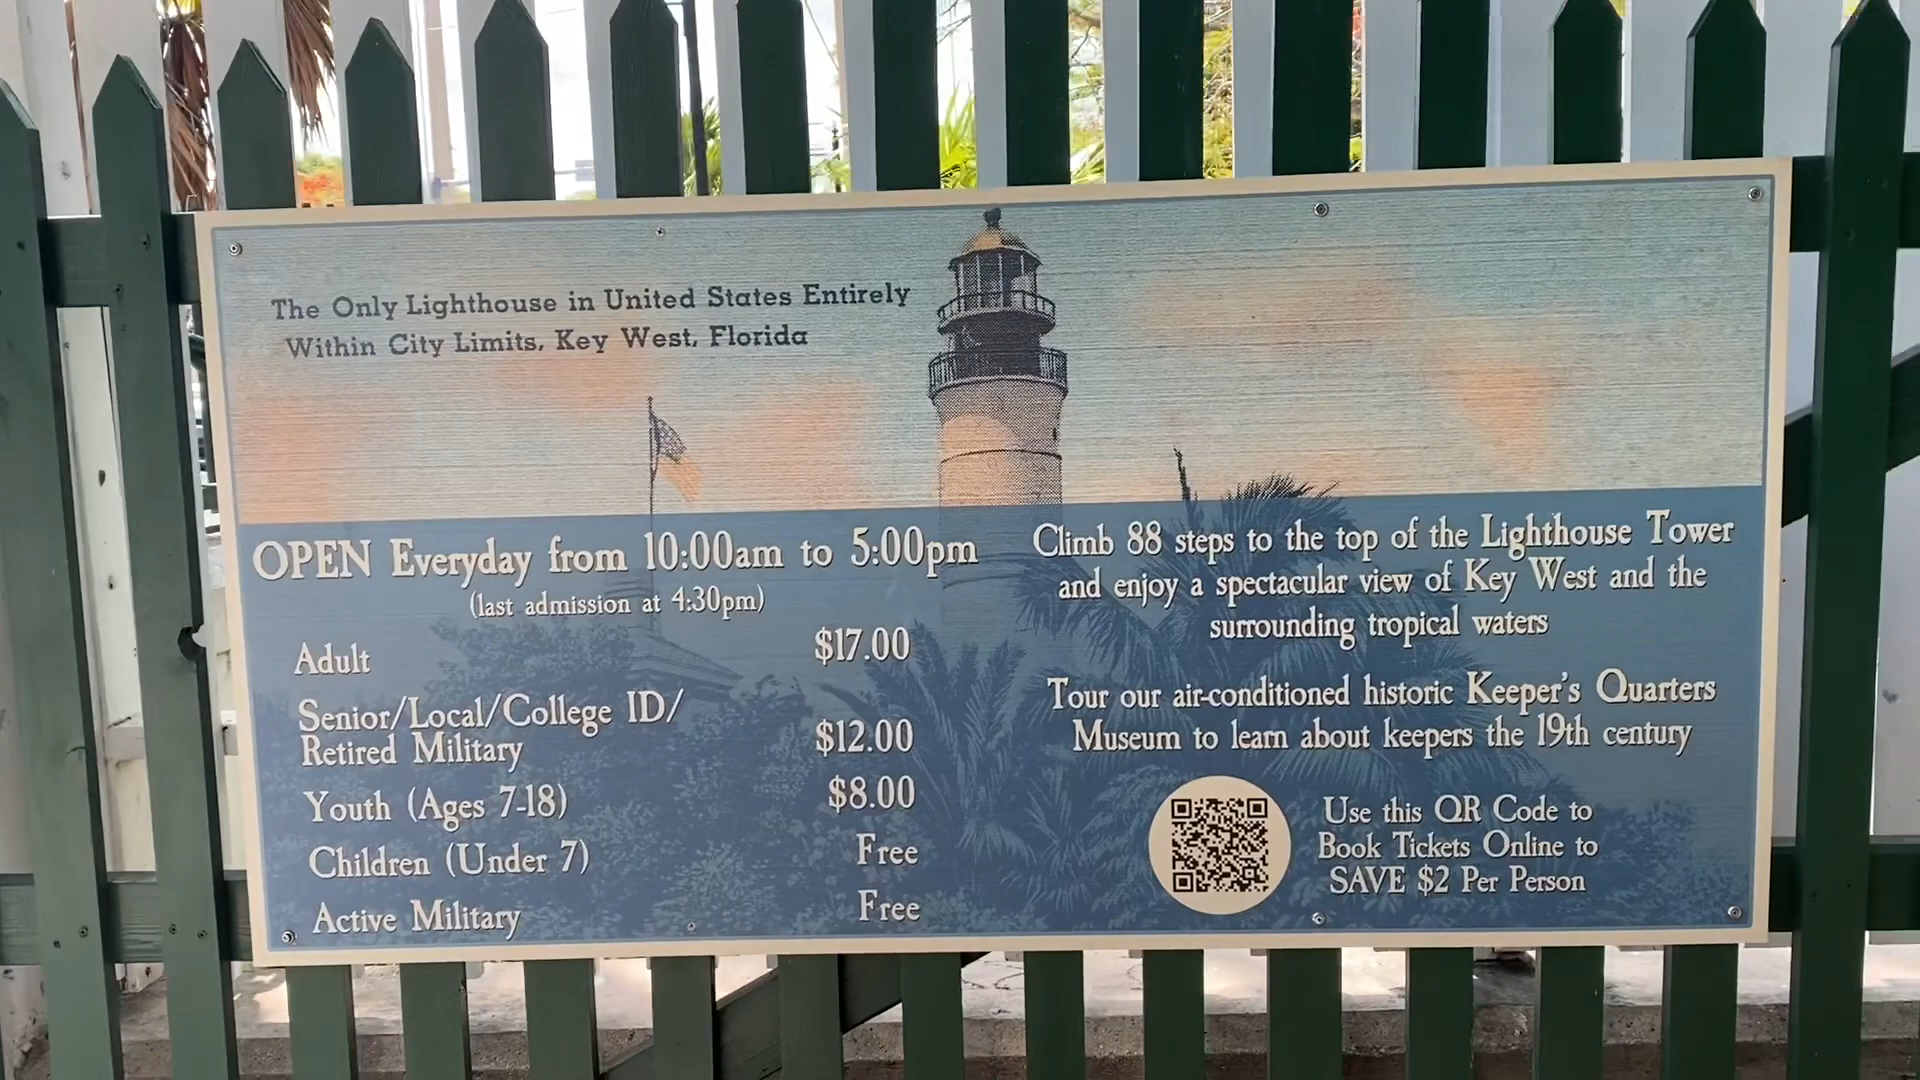 The Only Lighthouse in United States Entirely
Within City Limits, Key West, Florida
OPEN Everyday from 10:00am to 5:00pm
(last admission at 4:30pm)
Adult $17.00
Senior/Local/College ID/
Retired Military $12.00
Youth (Ages 7-18) $8.00
Children (Under 7) Free
Active Military Free
Climb 88 steps to the top of the Lighthouse Tower
and enjoy a spectacular view of Key West and the
surrounding tropical waters
Tour our air-conditioned historic Keeper's Quarters
Museum to learn about keepers the 19th century
Use this QR Code to
Book Tickets Online to
SAVE $2 Per Person